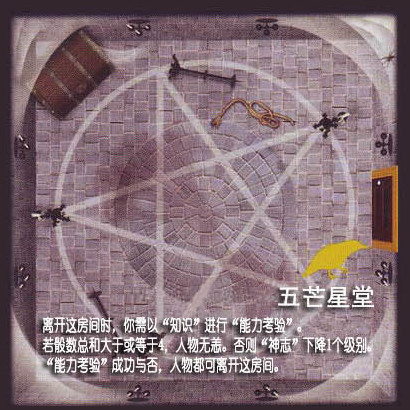 五芒星堂
离开这房间时，你需以“知识”进行“能力考验”。
若骰数总和大于或等于4，人物无恙。否则“神志”下降1个级别。
“能力考验”成功与否，人物都可离开这房间。